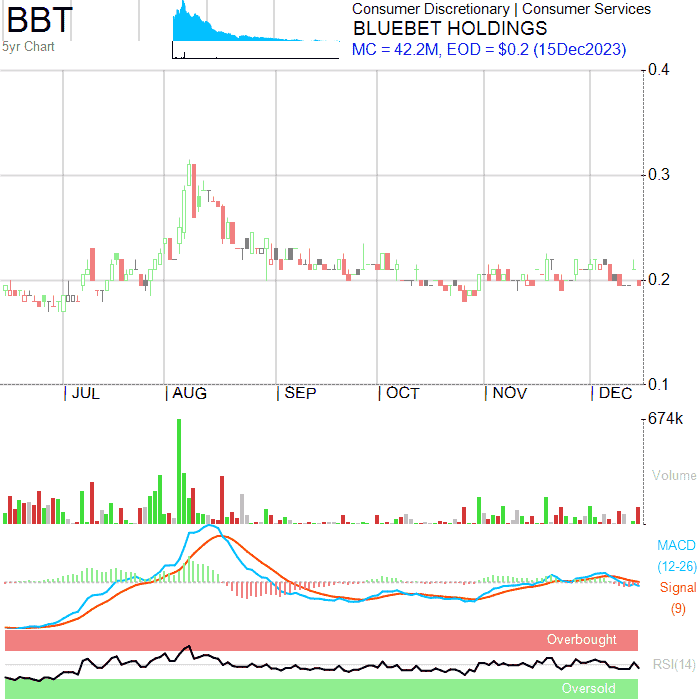 BBT
5yr Chart
Consumer Discretionary | Consumer Services
BLUEBET HOLDINGS
MC = 42.2M, EOD = $0.2 (15Dec2023)
0.4
0.3
0.2
0.1
JUL
AUG
SEP
OCT
NOV
DEC
674k
Volume
MACD
(12-26)
Signal
(9)
Overbought
RSI(14)
Oversold